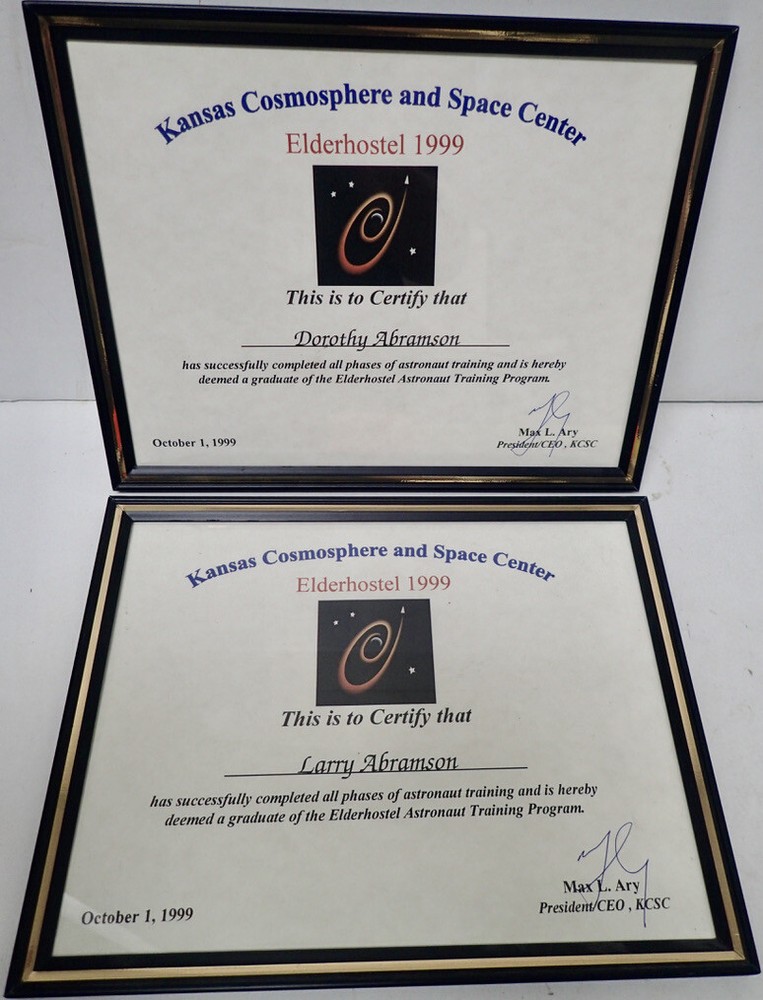 Kansas Cosmosphere and Space Center
Elderhostel 1999
This is to Certify that
Dorothy Abramson
has successfully completed all phases of astronaut training and is hereby
deemed a graduate of the Elderhostel Astronaut Training Program.
October 1, 1999
Max L. Ary
President/CEO , KCSC
Kansas Cosmosphere and Space Center
Elderhostel 1999
This is to Certify that
Larry Abramson
has successfully completed all phases of astronaut training and is hereby
deemed a graduate of the Elderhostel Astronaut Training Program.
October 1, 1999
Max L. Ary
President/CEO , KCSC